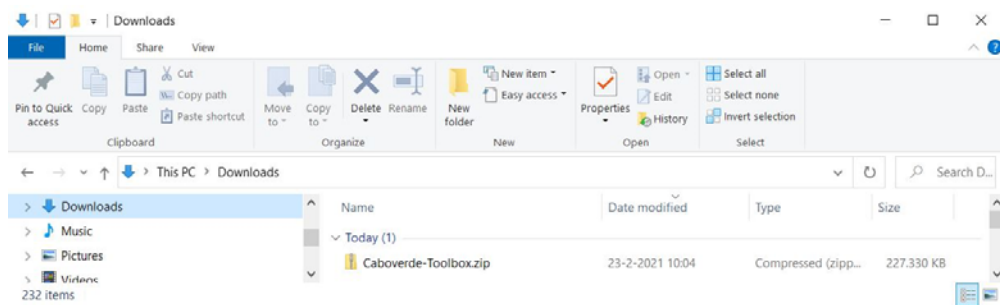 Downloads
File Home Share View
Pin to Quick access
Copy
Paste
Cut
Copy path
Paste shortcut
Clipboard
Move to
Copy to
Delete
Rename
Organize
New folder
New item
Easy access
New
Properties
Open
Edit
History
Open
Select all
Select none
Invert selection
Select
This PC > Downloads
Search D...
Downloads
Music
Pictures
Videos
Name Date modified Type Size
Today (1)
Caboverde-Toolbox.zip 23-2-2021 10:04 Compressed (zipp... 227.330 KB
232 items